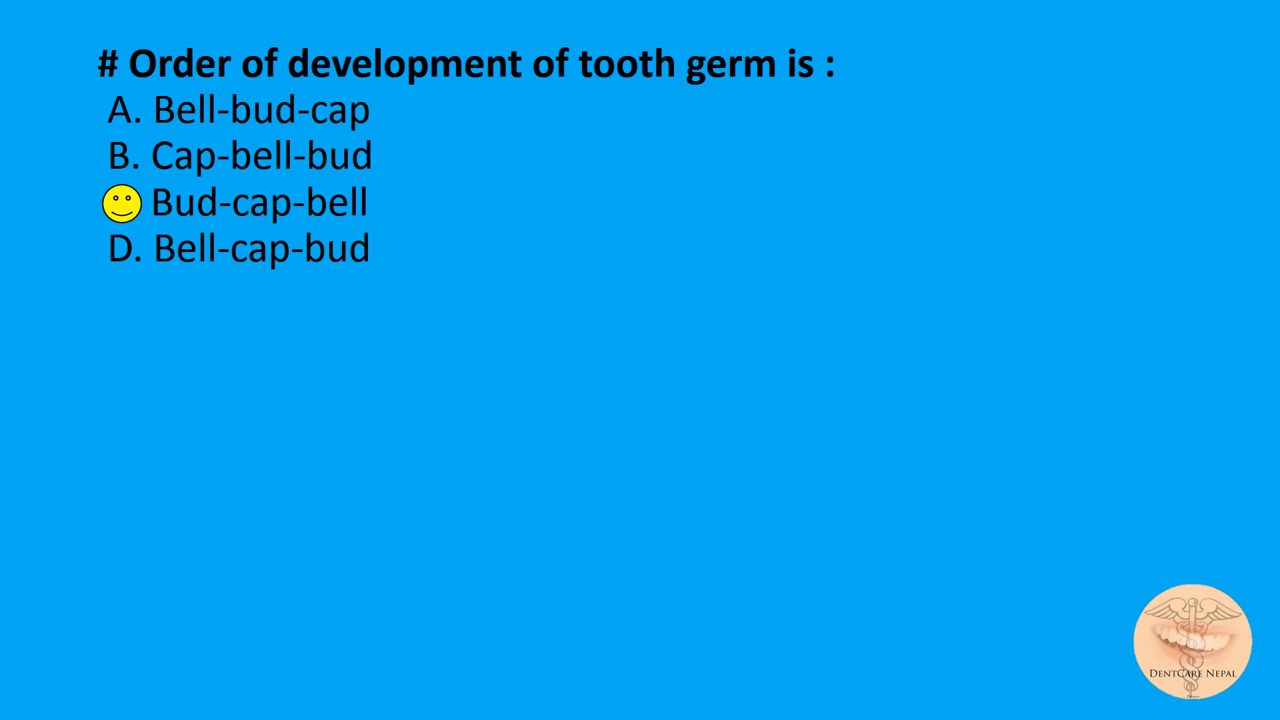 # Order of development of tooth germ is :
A. Bell-bud-cap
B. Cap-bell-bud
Bud-cap-bell
D. Bell-cap-bud
DentCare Nepal